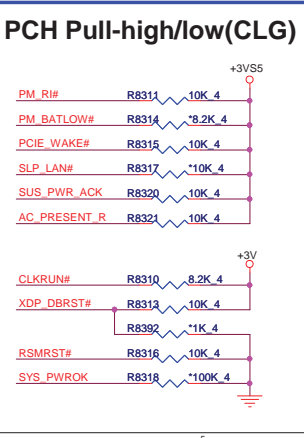 PCH Pull-high/low(CLG)
+3VS5
PM_RI# R8311 10K_4
PM_BATLOW# R8314 *8.2K_4
PCIE_WAKE# R8315 10K_4
SLP_LAN# R8317 *10K_4
SUS_PWR_ACK R8320 10K_4
AC_PRESENT_R R8321 10K_4
+3V
CLKRUN# R8310 8.2K_4
XDP_DBRST# R8313 10K_4
R8392 *1K_4
RSMRST# R8316 10K_4
SYS_PWROK R8318 *100K_4